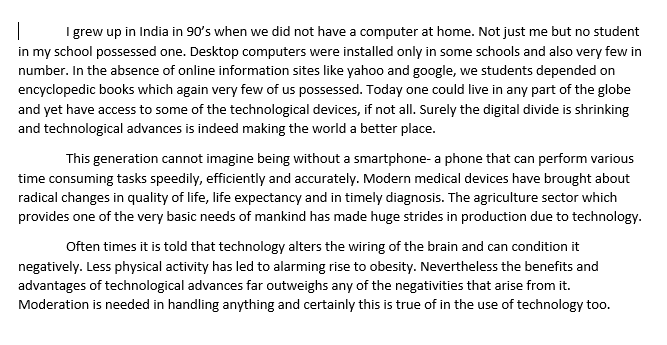 I grew up in India in 90's when we did not have a computer at home. Not just me but no student
in my school possessed one. Desktop computers were installed only in some schools and also very few in
number. In the absence of online information sites like yahoo and google, we students depended on
encyclopedic books which again very few of us possessed. Today one could live in any part of the globe
and yet have access to some of the technological devices, if not all. Surely the digital divide is shrinking
and technological advances is indeed making the world a better place.
This generation cannot imagine being without a smartphone- a phone that can perform various
time consuming tasks speedily, efficiently and accurately. Modern medical devices have brought about
radical changes in quality of life, life expectancy and in timely diagnosis. The agriculture sector which
provides one of the very basic needs of mankind has made huge strides in production due to technology.
Often times it is told that technology alters the wiring of the brain and can condition it
negatively. Less physical activity has led to alarming rise to obesity. Nevertheless the benefits and
advantages of technological advances far outweighs any of the negativities that arise from it.
Moderation is needed in handling anything and certainly this is true of in the use of technology too.